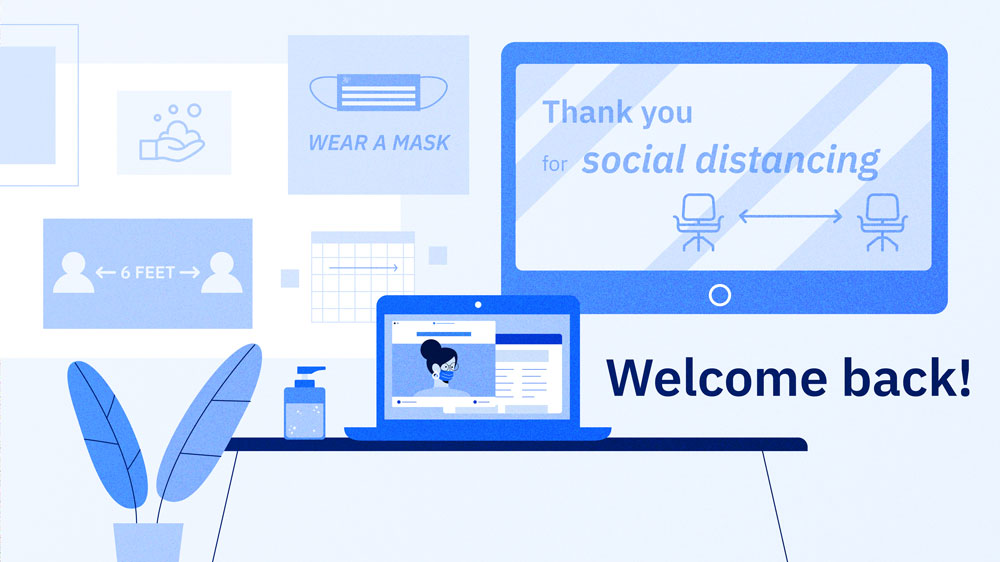 WEAR A MASK
6 FEET
Thank you
for social distancing
Welcome back!